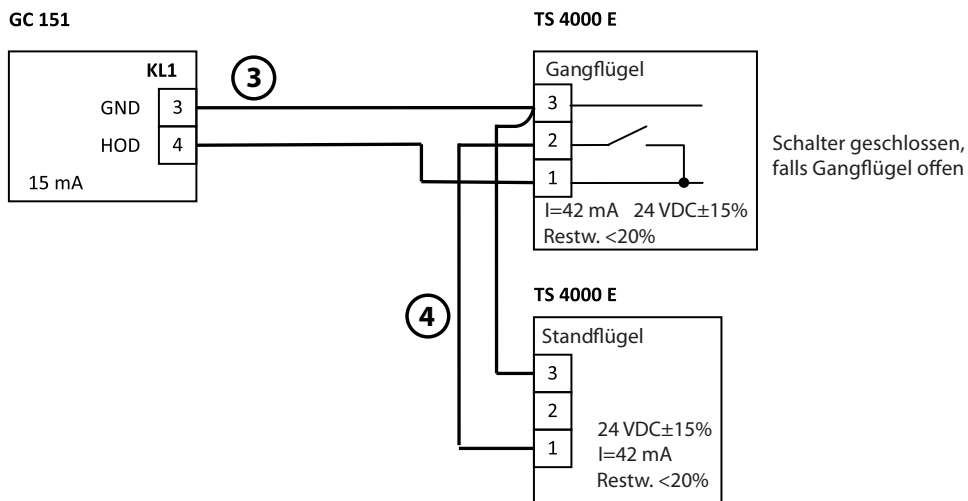 GC 151
KL1
GND 3
HOD 4
15 mA
3
TS 4000 E
Gangflügel
3
2
1
I=42 mA 24 VDC±15%
Restw. <20%
Schalter geschlossen,
falls Gangflügel offen
4
TS 4000 E
Standflügel
3
2
1
24 VDC±15%
I=42 mA
Restw. <20%